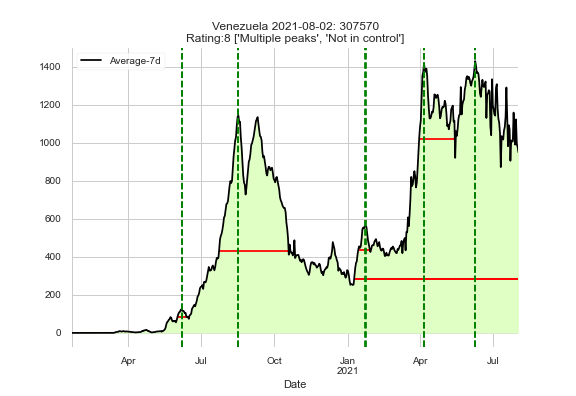 Venezuela 2021-08-02: 307570
Rating:8 ['Multiple peaks', 'Not in control']
Average-7d
1400
1200
1000
800
600
400
200
0
Apr
Jul
Oct
Jan
2021
Apr
Jul
Date